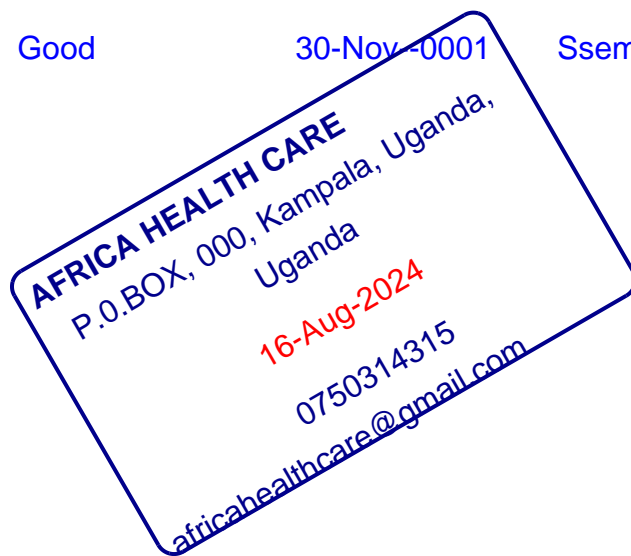 Good 30-Nov--0001 Ssem
AFRICA HEALTH CARE
P.0.BOX, 000, Kampala, Uganda,
Uganda
16-Aug-2024
0750314315
africahealthcare@gmail.com